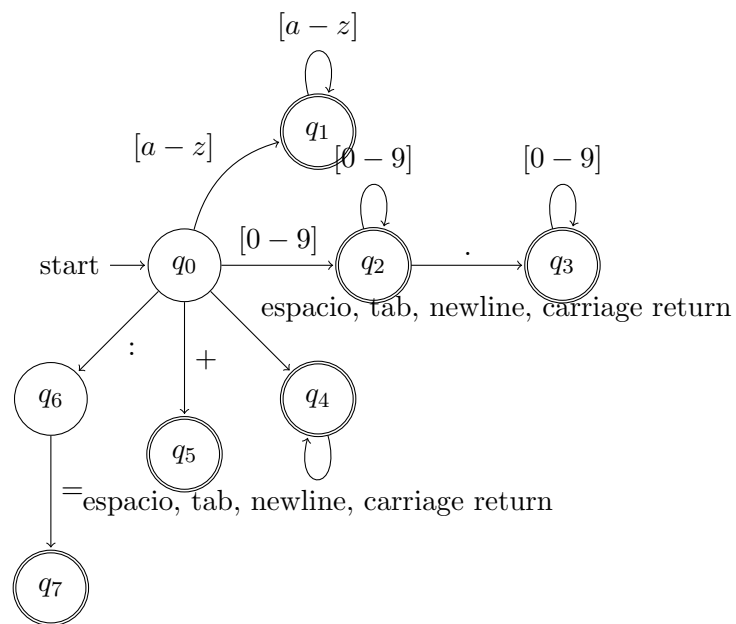 [a − z]
q1
[a − z]
[0 − 9]
[0 − 9]
start
q0
[0 − 9]
q2
.
q3
espacio, tab, newline, carriage return
:
+
q6
q4
q5
=
espacio, tab, newline, carriage return
q7